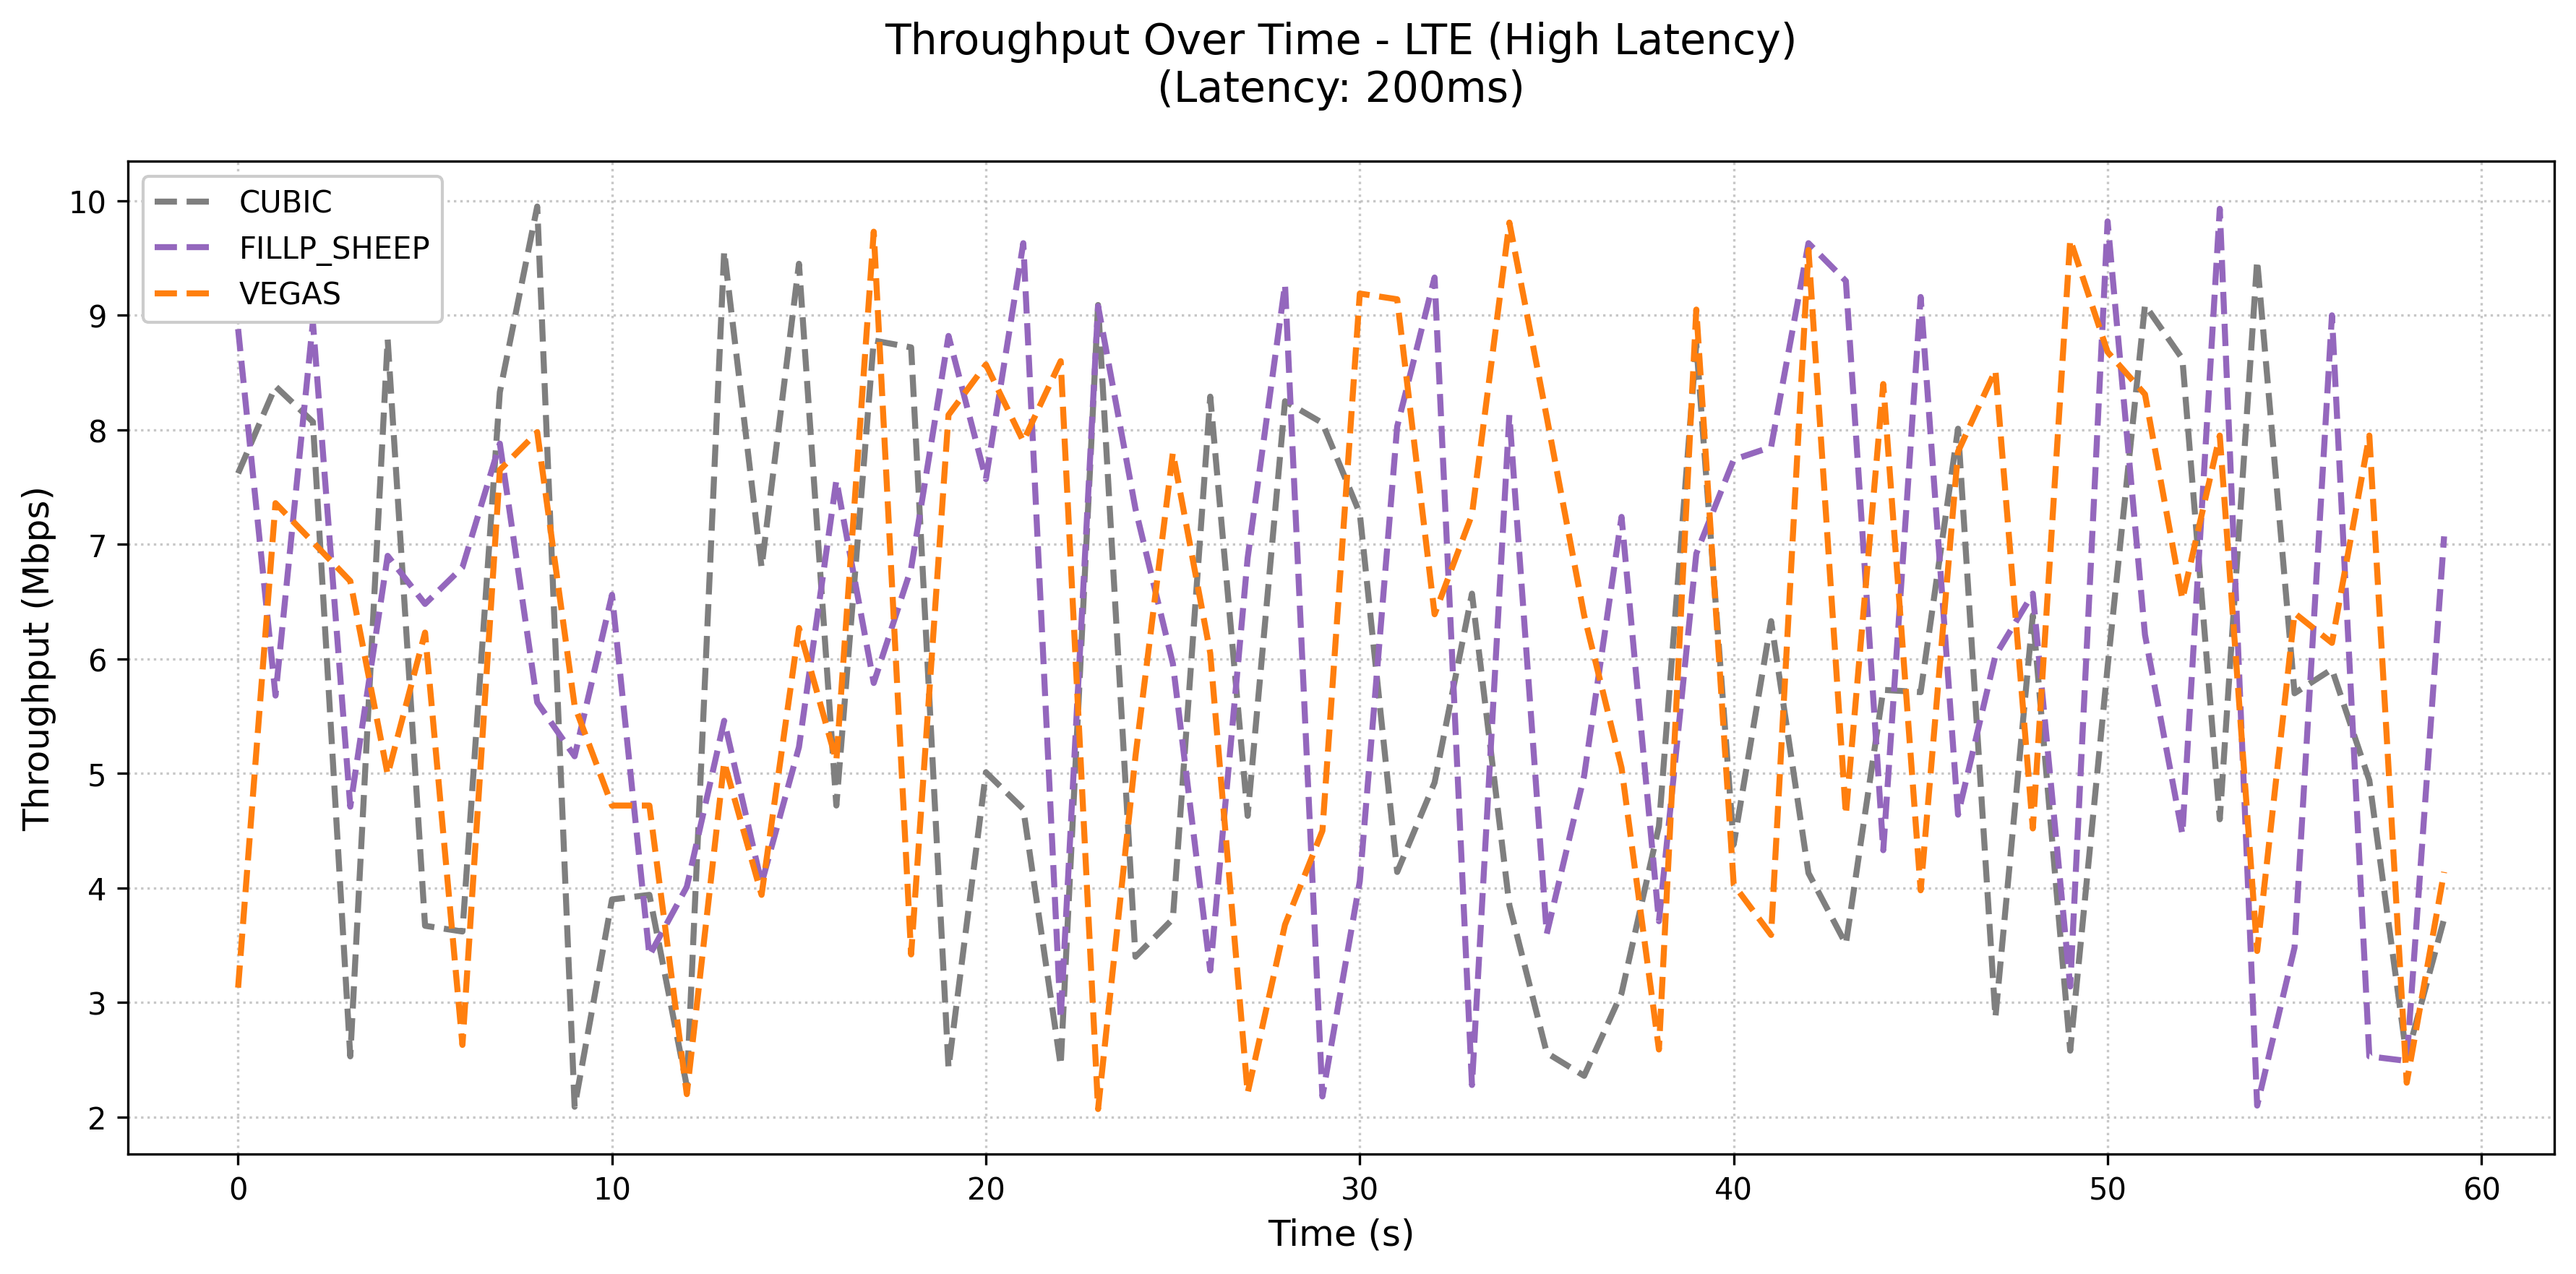 Throughput Over Time - LTE (High Latency)
(Latency: 200ms)
CUBIC
FILLP_SHEEP
VEGAS
Throughput (Mbps)
10
9
8
7
6
5
4
3
2
0 10 20 30 40 50 60
Time (s)